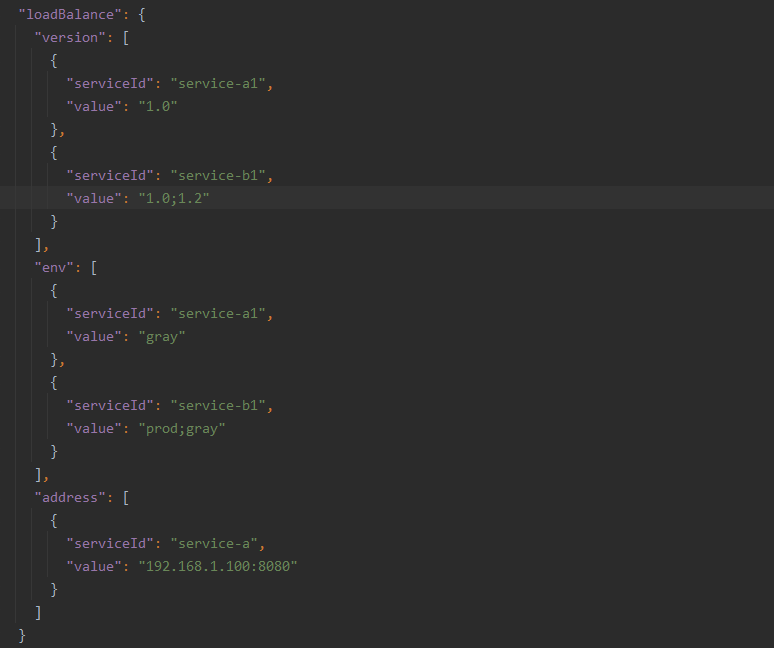 "loadBalance": {
"version": [
{
"serviceId": "service-a1",
"value": "1.0"
},
{
"serviceId": "service-b1",
"value": "1.0;1.2"
}
],
"env": [
{
"serviceId": "service-a1",
"value": "gray"
},
{
"serviceId": "service-b1",
"value": "prod;gray"
}
],
"address": [
{
"serviceId": "service-a",
"value": "192.168.1.100:8080"
}
]
}